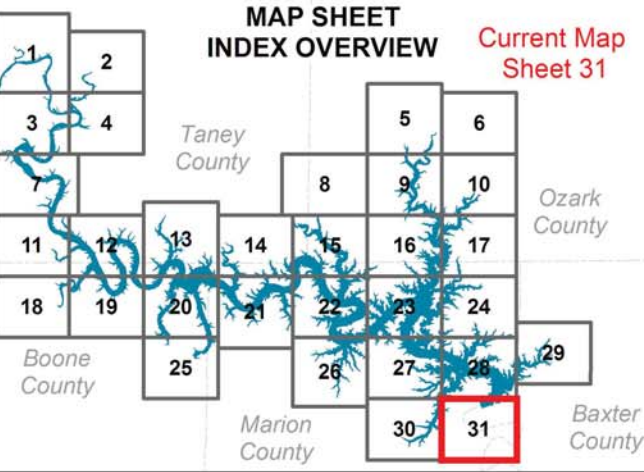 MAP SHEET
INDEX OVERVIEW
Current Map
Sheet 31
1
2
3
4
Taney
County
5
6
7
8
9
10
Ozark
County
11
12
13
14
15
16
17
18
19
20
21
22
23
24
Boone
County
25
26
27
28
29
Marion
County
30
31
Baxter
County